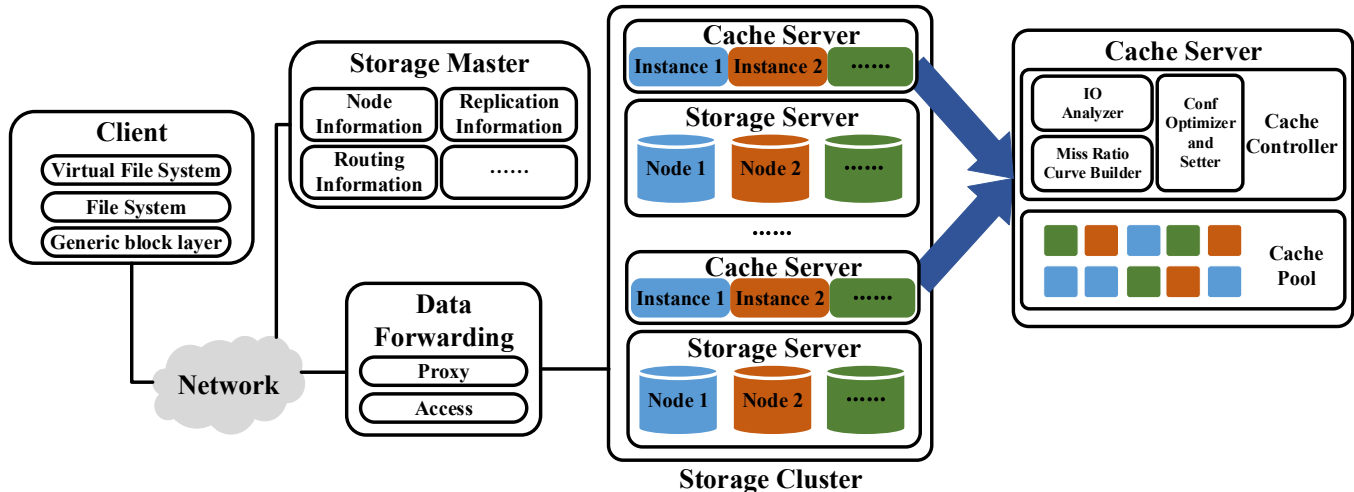 Client
Virtual File System
File System
Generic block layer
Network
Storage Master
Node
Information
Replication
Information
Routing
Information
......
Data
Forwarding
Proxy
Access
Cache Server
Instance 1
Instance 2
......
Storage Server
Node 1
Node 2
......
......
Cache Server
Instance 1
Instance 2
......
Storage Server
Node 1
Node 2
......
Storage Cluster
Cache Server
IO
Analyzer
Miss Ratio
Curve Builder
Conf
Optimizer
and
Setter
Cache
Controller
Cache
Pool